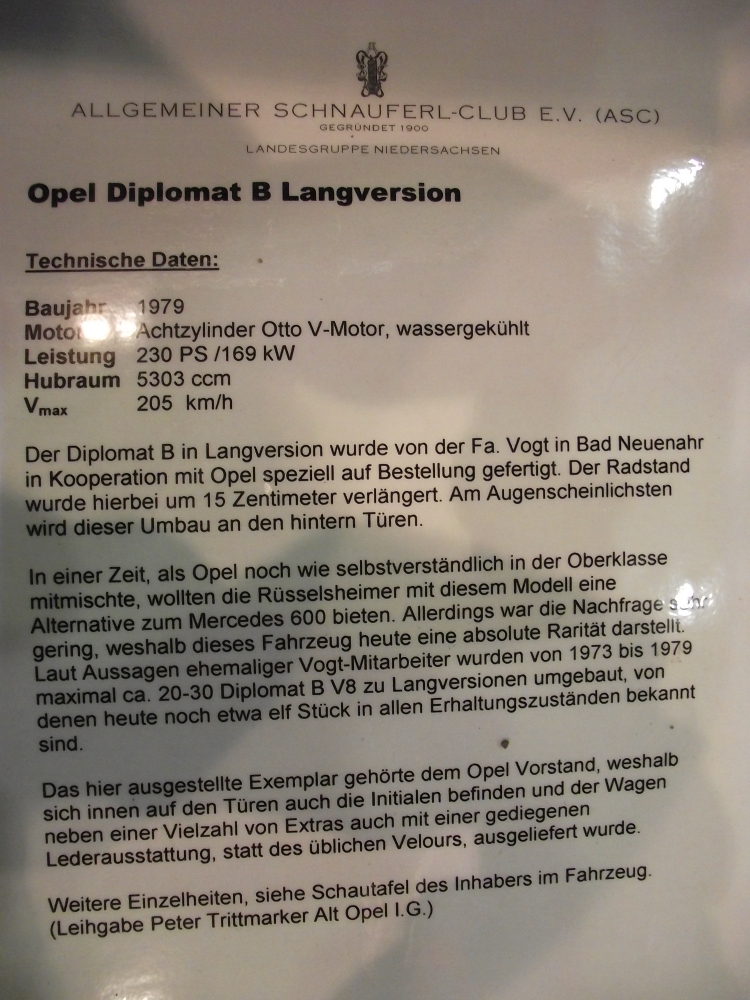 ALLGEMEINER SCHNAUFERL-CLUB E.V. (ASC)
GEGRÜNDET 1900
LANDESGRUPPE NIEDERSACHSEN
Opel Diplomat B Langversion
Technische Daten:
Baujahr 1979
Motor Achtzylinder Otto V-Motor, wassergekühlt
Leistung 230 PS /169 kW
Hubraum 5303 ccm
Vmax 205 km/h
Der Diplomat B in Langversion wurde von der Fa. Vogt in Bad Neuenahr
in Kooperation mit Opel speziell auf Bestellung gefertigt. Der Radstand
wurde hierbei um 15 Zentimeter verlängert. Am Augenscheinlichsten
wird dieser Umbau an den hintern Türen.
In einer Zeit, als Opel noch wie selbstverständlich in der Oberklasse
mitmischte, wollten die Rüsselsheimer mit diesem Modell eine
Alternative zum Mercedes 600 bieten. Allerdings war die Nachfrage sehr
gering, weshalb dieses Fahrzeug heute eine absolute Rarität darstellt.
Laut Aussagen ehemaliger Vogt-Mitarbeiter wurden von 1973 bis 1979
maximal ca. 20-30 Diplomat B V8 zu Langversionen umgebaut, von
denen heute noch etwa elf Stück in allen Erhaltungszuständen bekannt
sind.
Das hier ausgestellte Exemplar gehörte dem Opel Vorstand, weshalb
sich innen auf den Türen auch die Initialen befinden und der Wagen
neben einer Vielzahl von Extras auch mit einer gediegenen
Lederausstattung, statt des üblichen Velours, ausgeliefert wurde.
Weitere Einzelheiten, siehe Schautafel des Inhabers im Fahrzeug.
(Leihgabe Peter Trittmarker Alt Opel I.G.)